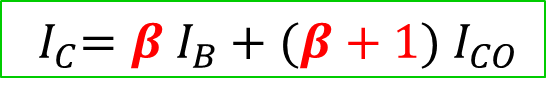 I_C = β I_B + (β + 1) I_CO